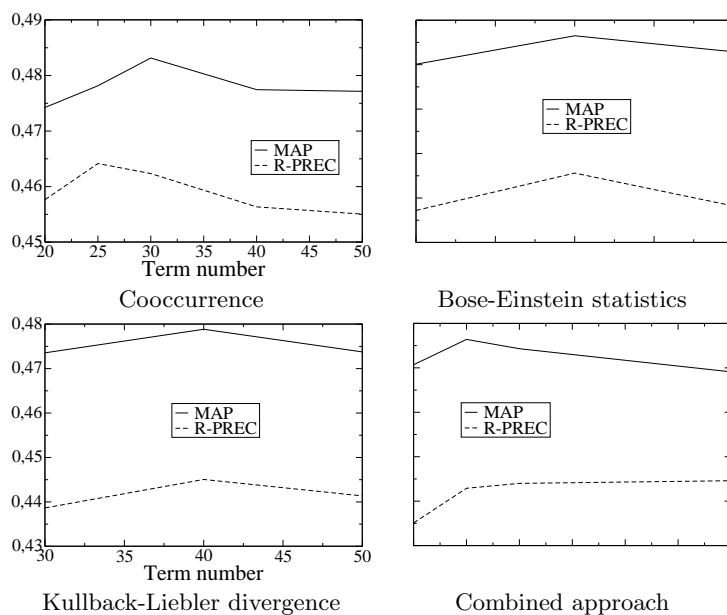 0,49
0,48
0,47
0,46
0,45
MAP
R-PREC
20 25 30 35 40 45 50
Term number
Cooccurrence
MAP
R-PREC
Bose-Einstein statistics
0,48
0,47
0,46
0,45
0,44
0,43
MAP
R-PREC
30 35 40 45 50
Term number
Kullback-Liebler divergence
MAP
R-PREC
Combined approach